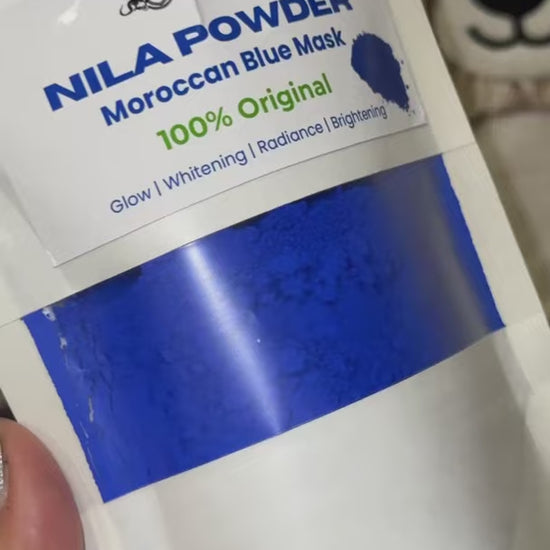 NILA POWDER
Moroccan Blue Mask
100% Original
Glow | Whitening | Radiance | Brightening